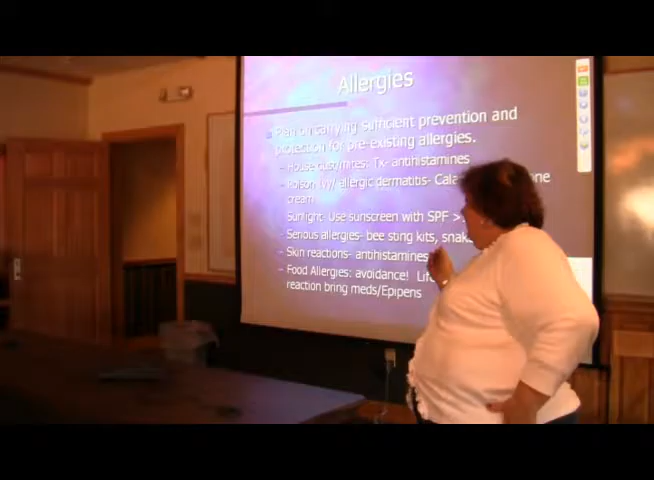 Allergies
Plan on carrying sufficient prevention and
protection for pre-existing allergies.
– House dust/mites: Tx- antihistamines
– Poison Ivy/ allergic dermatitis-
cream
Sunlight- Use sunscreen with SPF >
– Serious allergies- bee sting kits,
– Skin reactions- antihistamines
– Food Allergies: avoidance!
reaction bring meds/Epipens